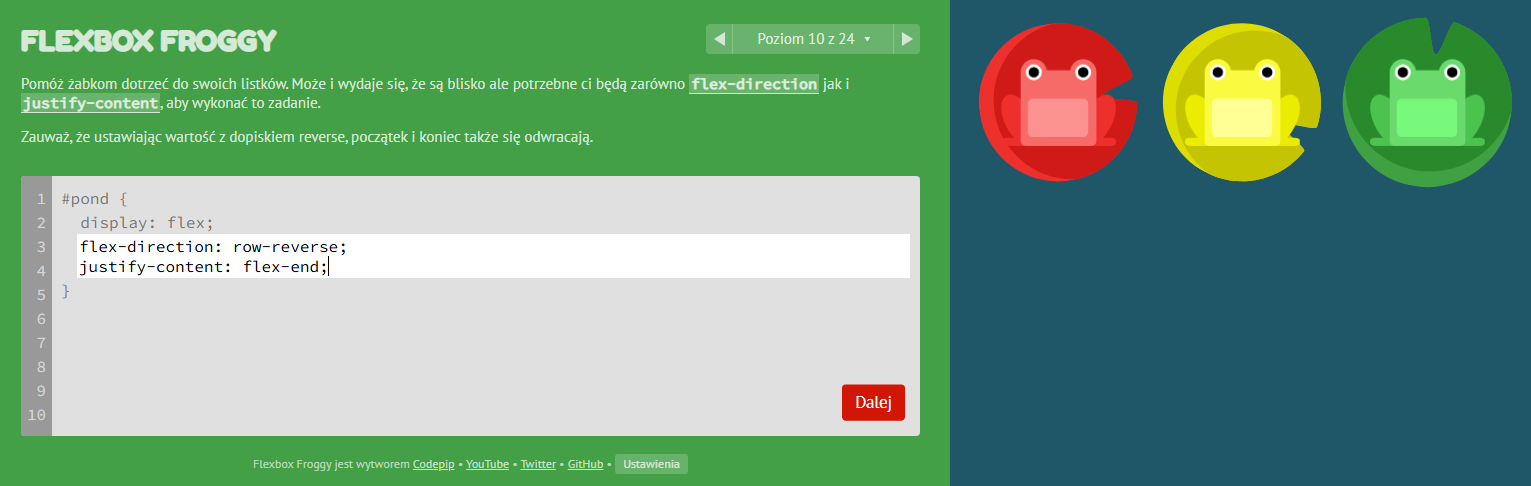 FLEXBOX FROGGY
Poziom 10 z 24
Pomóż żabkom dotrzeć do swoich listków. Może i wydaje się, że są blisko ale potrzebne ci będą zarówno flex-direction jak i
justify-content, aby wykonać to zadanie.
Zauważ, że ustawiając wartość z dopiskiem reverse, początek i koniec także się odwracają.
1 #pond {
2 display: flex;
3 flex-direction: row-reverse;
4 justify-content: flex-end;
5 }
6
7
8
9
10
Dalej
Flexbox Froggy jest wytworem Codepip • YouTube • Twitter • GitHub • Ustawienia